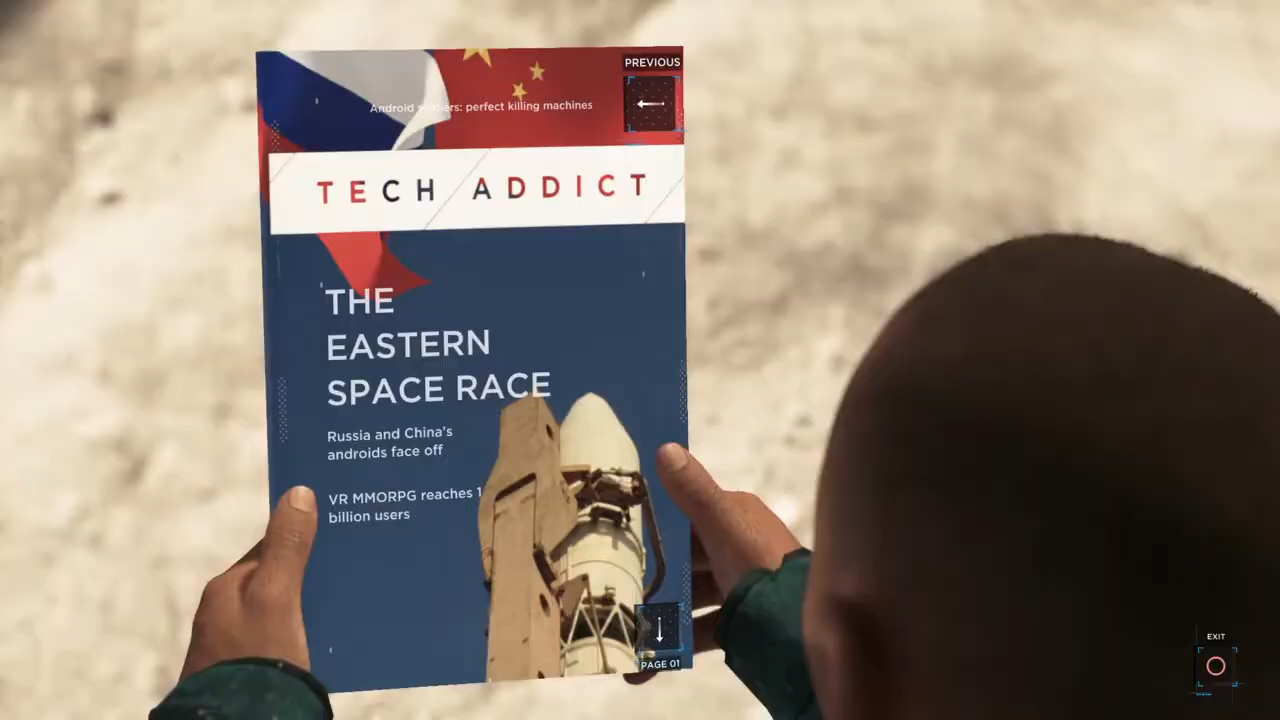 PREVIOUS
Android soldiers: perfect killing machines
TECH ADDICT
THE
EASTERN
SPACE RACE
Russia and China's
androids face off
VR MMORPG reaches 1
billion users
PAGE 01
EXIT